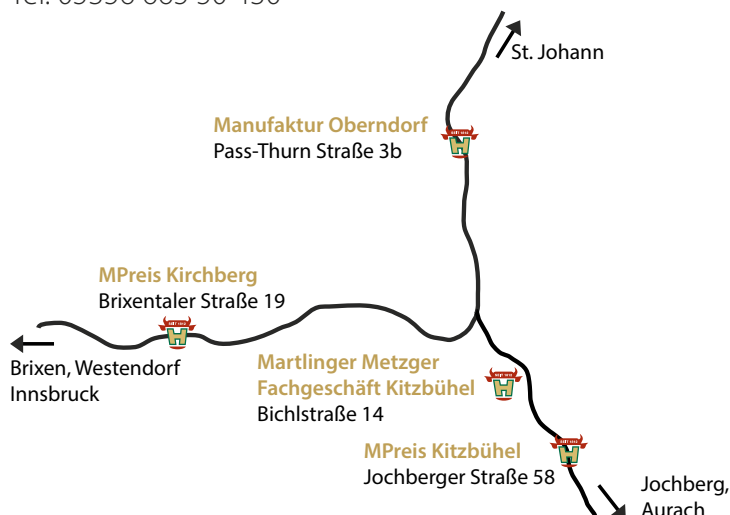 St. Johann
Manufaktur Oberndorf
Pass-Thurn Straße 3b
MPreis Kirchberg
Brixentaler Straße 19
Brixen, Westendorf
Innsbruck
Martlinger Metzger
Fachgeschäft Kitzbühel
Bichlstraße 14
MPreis Kitzbühel
Jochberger Straße 58
Jochberg,
Aurach
H
H
H
H